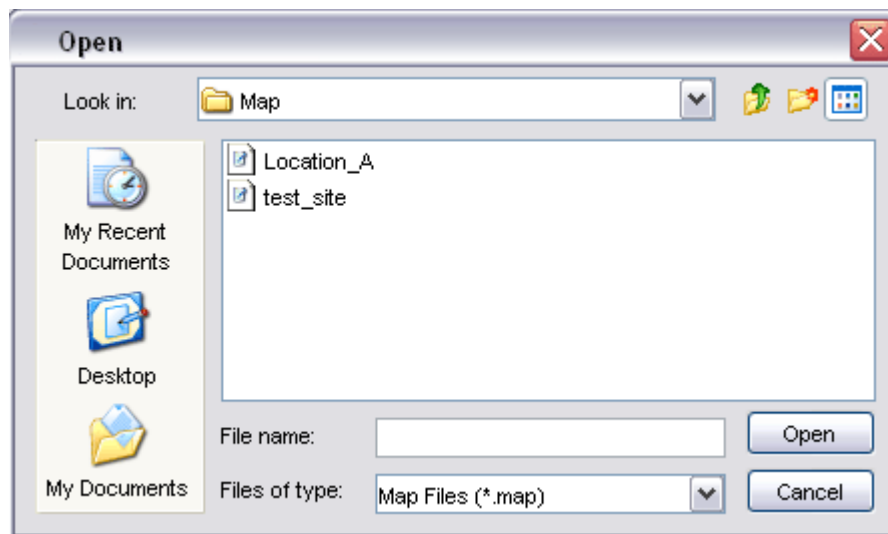 Open
Look in:
Map
Location_A
test_site
My Recent
Documents
Desktop
My Documents
File name:
Open
Files of type:
Map Files (*.map)
Cancel